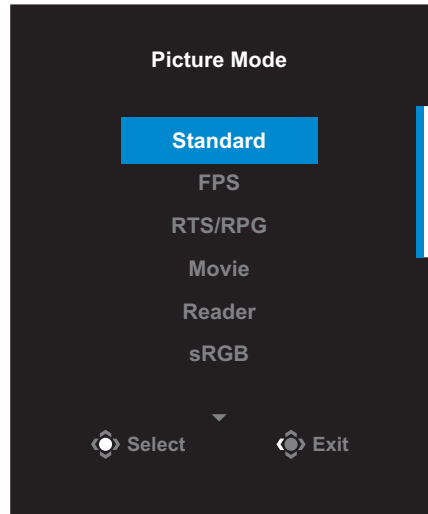 Picture Mode
Standard
FPS
RTS/RPG
Movie
Reader
sRGB
Select Exit